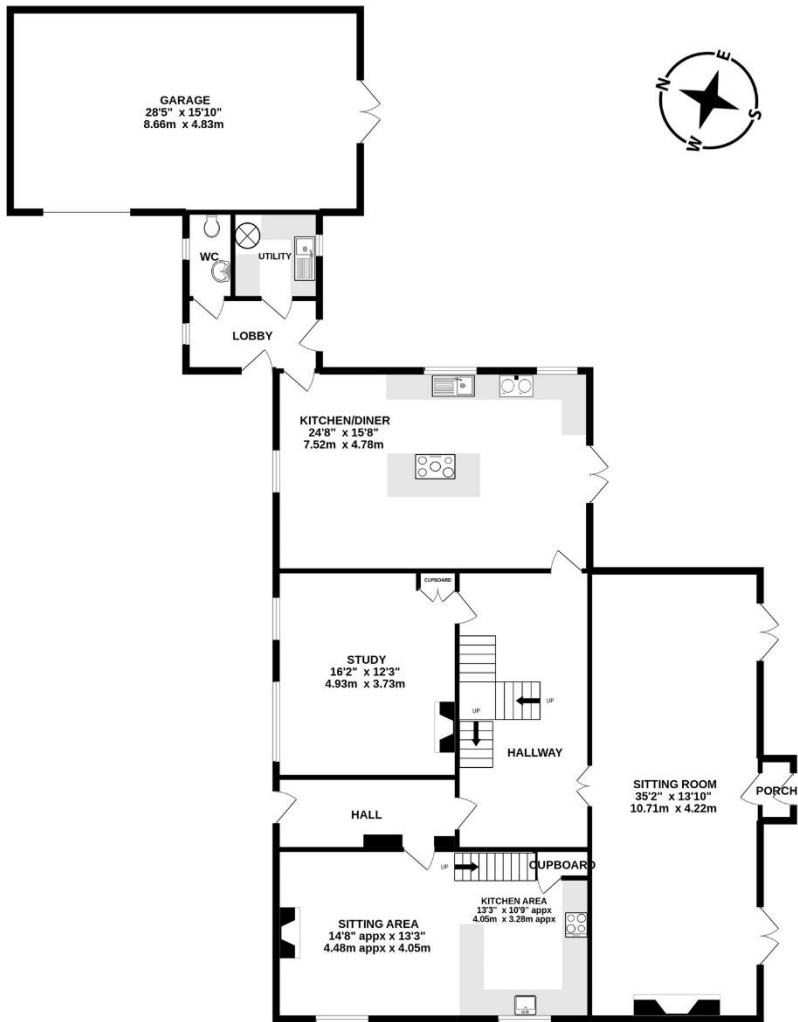 GARAGE
28'5" x 15'10"
8.66m x 4.83m
N
E
S
W
WC
UTILITY
LOBBY
KITCHEN/DINER
24'8" x 15'8"
7.52m x 4.78m
CUPBOARD
STUDY
16'2" x 12'3"
4.93m x 3.73m
UP
UP
HALLWAY
SITTING ROOM
35'2" x 13'10"
10.71m x 4.22m
PORCH
HALL
UP
CUPBOARD
KITCHEN AREA
13'3" x 10'9" appx
4.05m x 3.28m appx
SITTING AREA
14'8" appx x 13'3"
4.48m appx x 4.05m